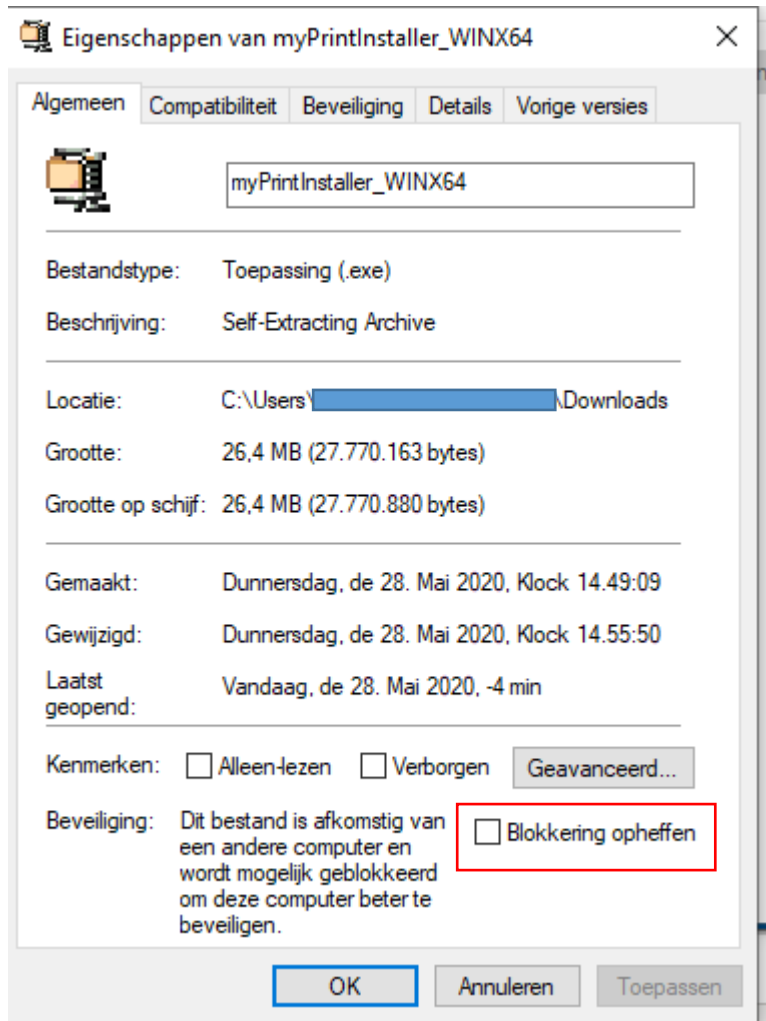 Eigenschappen van myPrintInstaller_WINX64
Algemeen Compatibiliteit Beveiliging Details Vorige versies
myPrintInstaller_WINX64
Bestandstype: Toepassing (.exe)
Beschrijving: Self-Extracting Archive
Locatie: C:\Users\ \Downloads
Grootte: 26,4 MB (27.770.163 bytes)
Grootte op schijf: 26,4 MB (27.770.880 bytes)
Gemaakt: Dunnersdag, de 28. Mai 2020, Klock 14.49:09
Gewijzigd: Dunnersdag, de 28. Mai 2020, Klock 14.55:50
Laatst
geopend: Vandaag, de 28. Mai 2020, -4 min
Kenmerken: Alleen-lezen Verborgen Geavanceerd...
Beveiliging: Dit bestand is afkomstig van
een andere computer en
wordt mogelijk geblokkeerd
om deze computer beter te
beveiligen.
Blokkering opheffen
OK Annuleren Toepassen